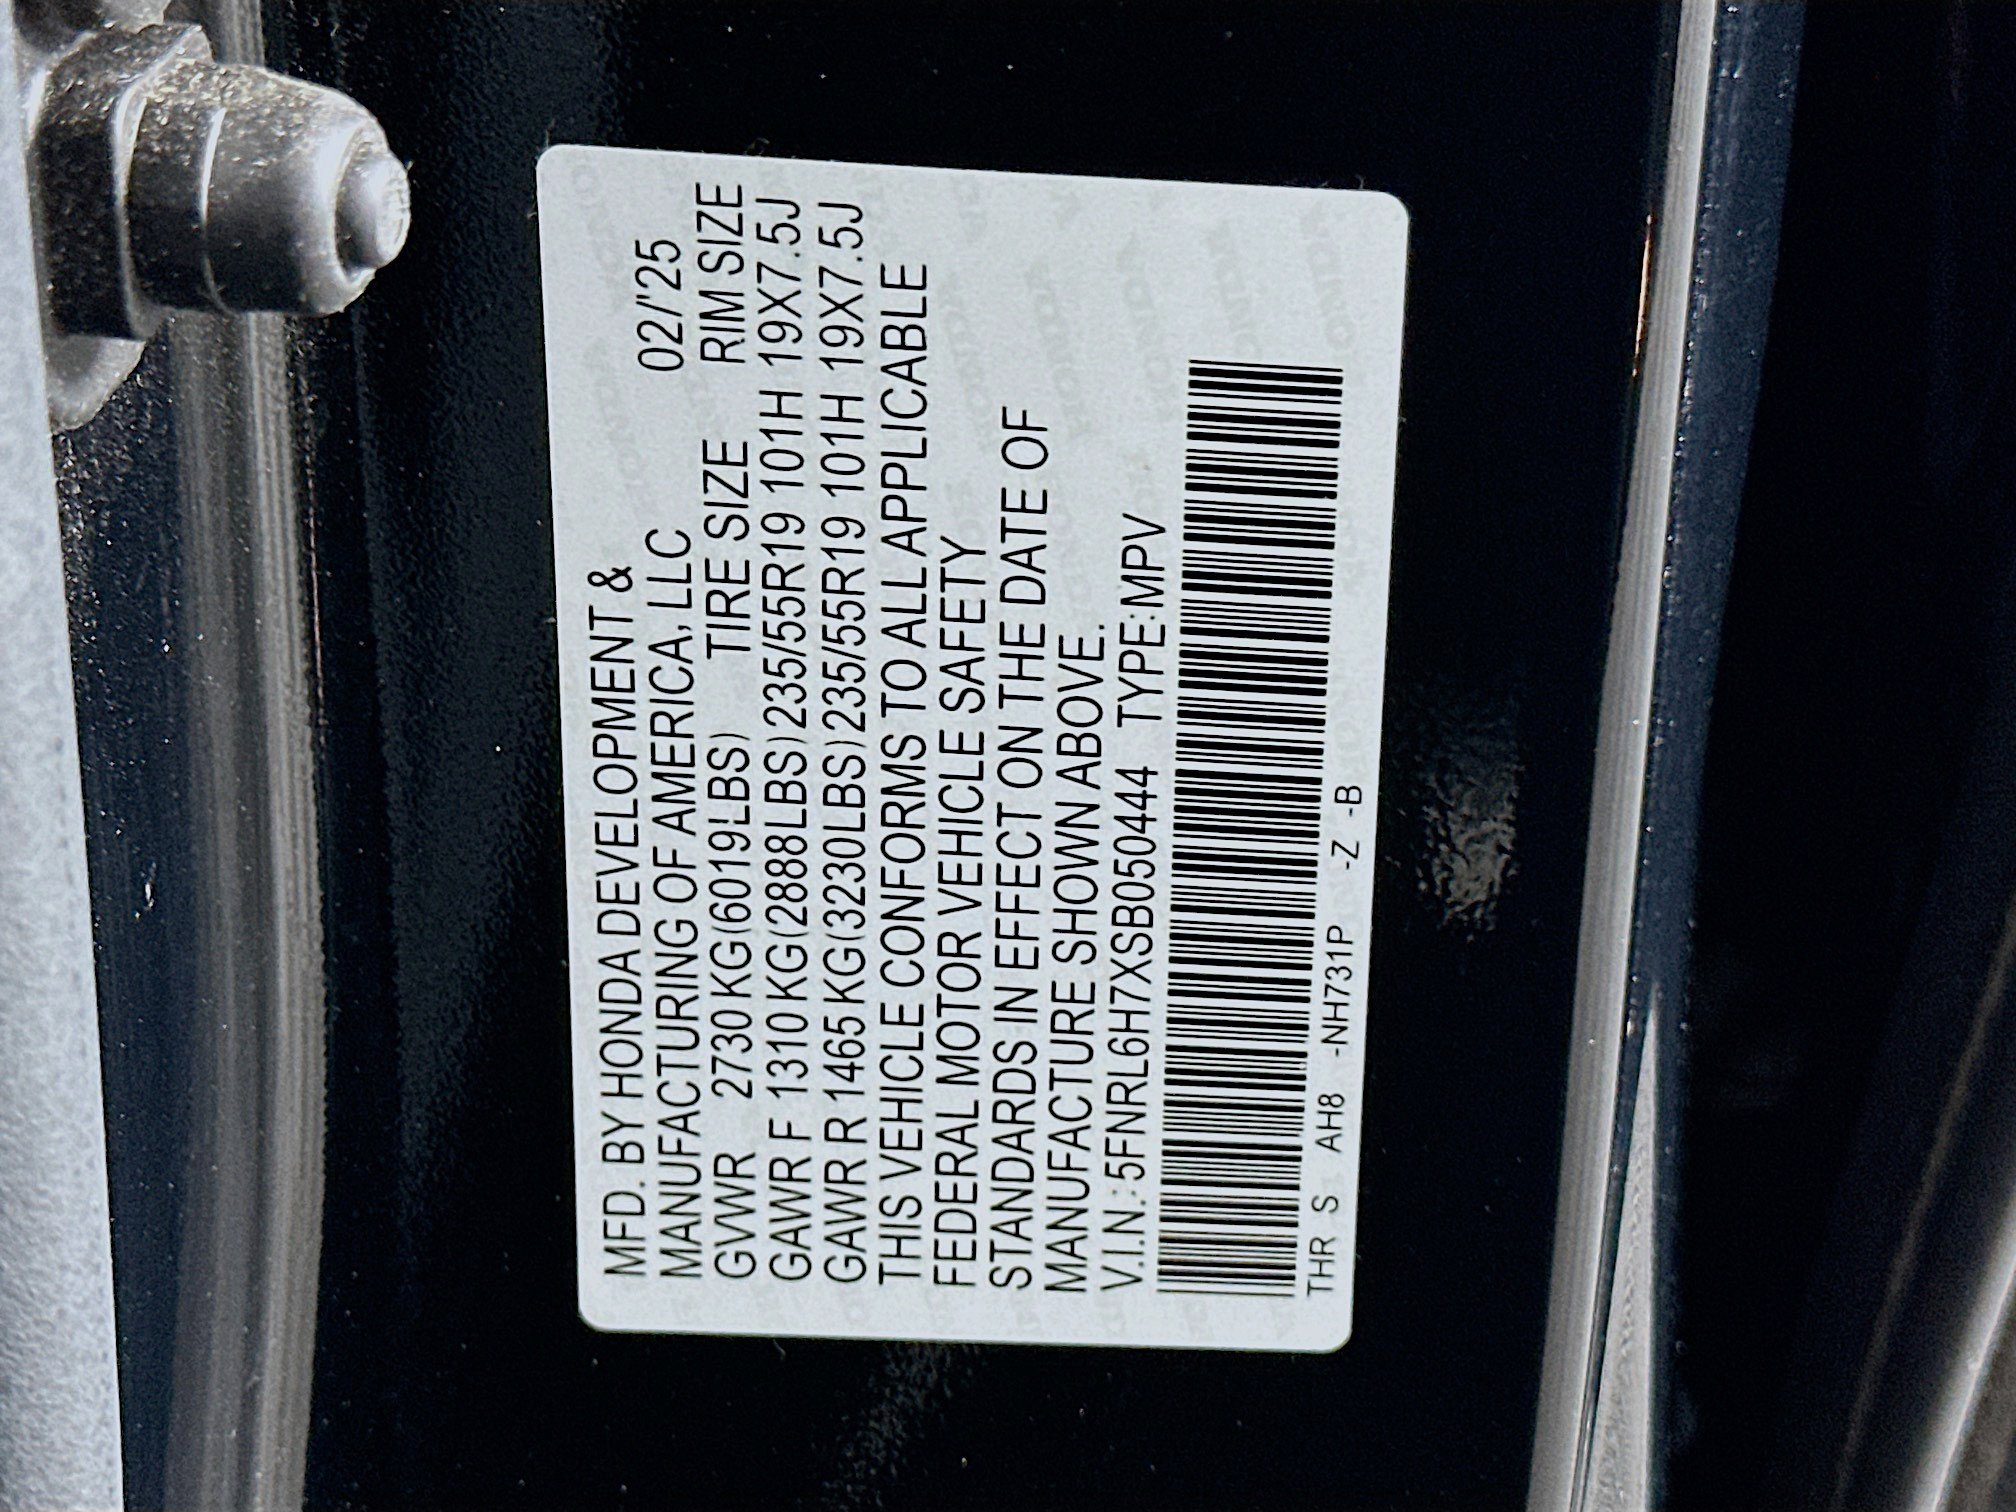 MFD. BY HONDA DEVELOPMENT &
MANUFACTURING OF AMERICA, LLC 02/'25
GVWR 2730 KG(6019LBS) TIRE SIZE RIM SIZE
GAWR F 1310 KG(2888LBS) 235/55R19 101H 19X7.5J
GAWR R 1465 KG(3230LBS) 235/55R19 101H 19X7.5J
THIS VEHICLE CONFORMS TO ALL APPLICABLE
FEDERAL MOTOR VEHICLE SAFETY
STANDARDS IN EFFECT ON THE DATE OF
MANUFACTURE SHOWN ABOVE.
V.I.N.: 5FNRL6H7XSB050444 TYPE:MPV
THR S AH8 -NH731P -Z -B